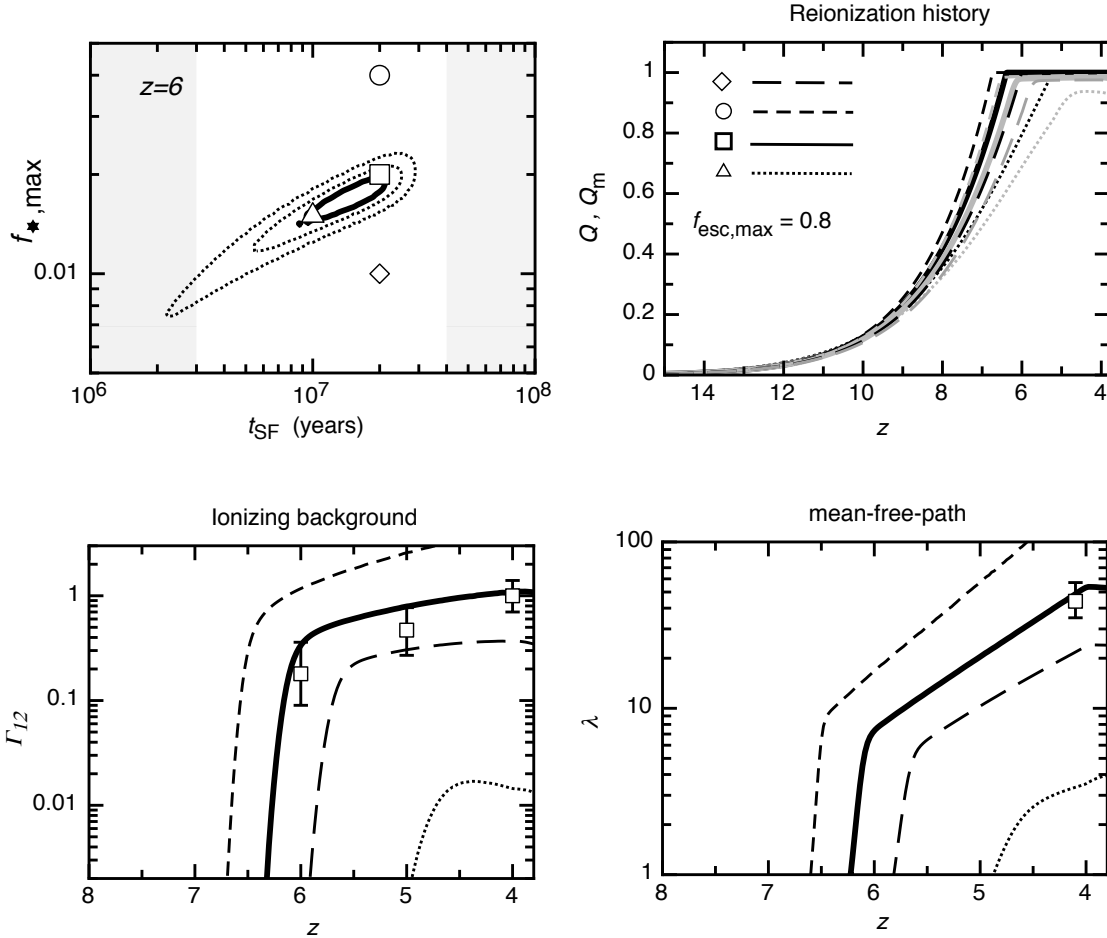 z=6
f★,max
0.01
10^6
10^7
10^8
t_SF (years)
Reionization history
1
0.8
0.6
0.4
0.2
0
Q , Q_m
f_esc,max = 0.8
14
12
10
8
6
4
z
Ionizing background
1
0.1
0.01
Γ_12
8
7
6
5
4
z
mean-free-path
100
10
1
λ
8
7
6
5
4
z